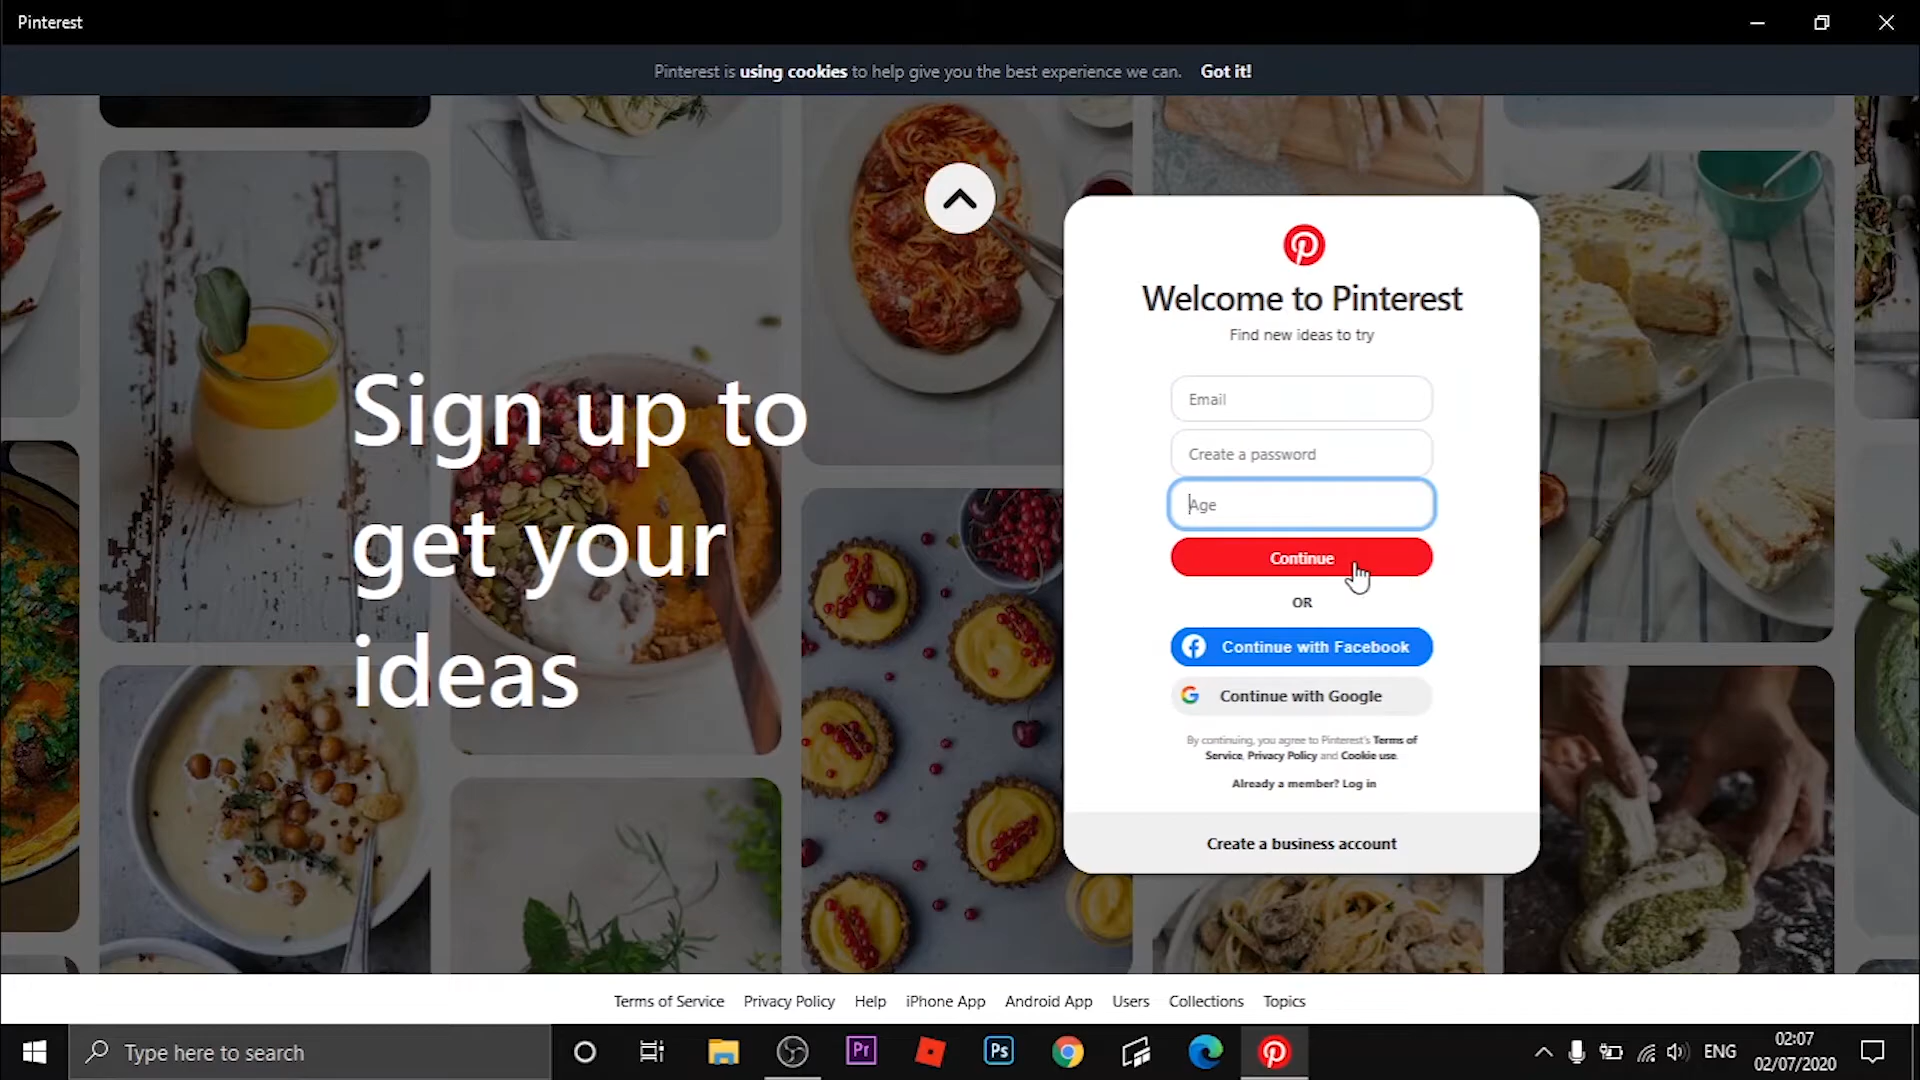 Pinterest
Pinterest is using cookies to help give you the best experience we can. Got it!
Sign up to
get your
ideas
Welcome to Pinterest
Find new ideas to try
Email
Create a password
Age
Continue
OR
Continue with Facebook
Continue with Google
By continuing, you agree to Pinterest's Terms of
Service, Privacy Policy and Cookie use.
Already a member? Log in
Create a business account
Terms of Service Privacy Policy Help iPhone App Android App Users Collections Topics
Type here to search
Pr
Ps
ENG
02:07
02/07/2020